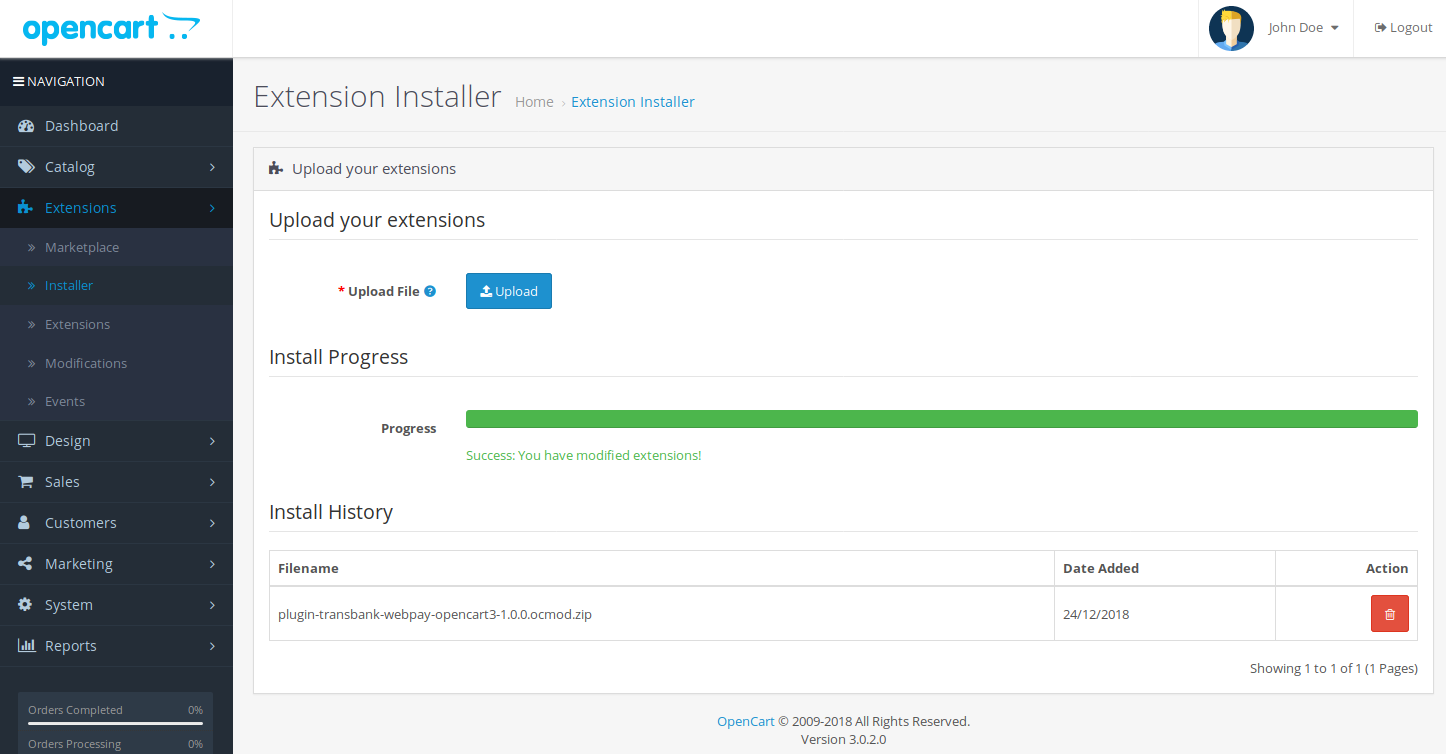 opencart
John Doe
Logout
NAVIGATION
Dashboard
Catalog
Extensions
Marketplace
Installer
Extensions
Modifications
Events
Design
Sales
Customers
Marketing
System
Reports
Orders Completed 0%
Orders Processing 0%
Extension Installer
Home › Extension Installer
Upload your extensions
Upload your extensions
* Upload File ?
Upload
Install Progress
Progress
Success: You have modified extensions!
Install History
Filename Date Added Action
plugin-transbank-webpay-opencart3-1.0.0.ocmod.zip 24/12/2018
Showing 1 to 1 of 1 (1 Pages)
OpenCart © 2009-2018 All Rights Reserved.
Version 3.0.2.0